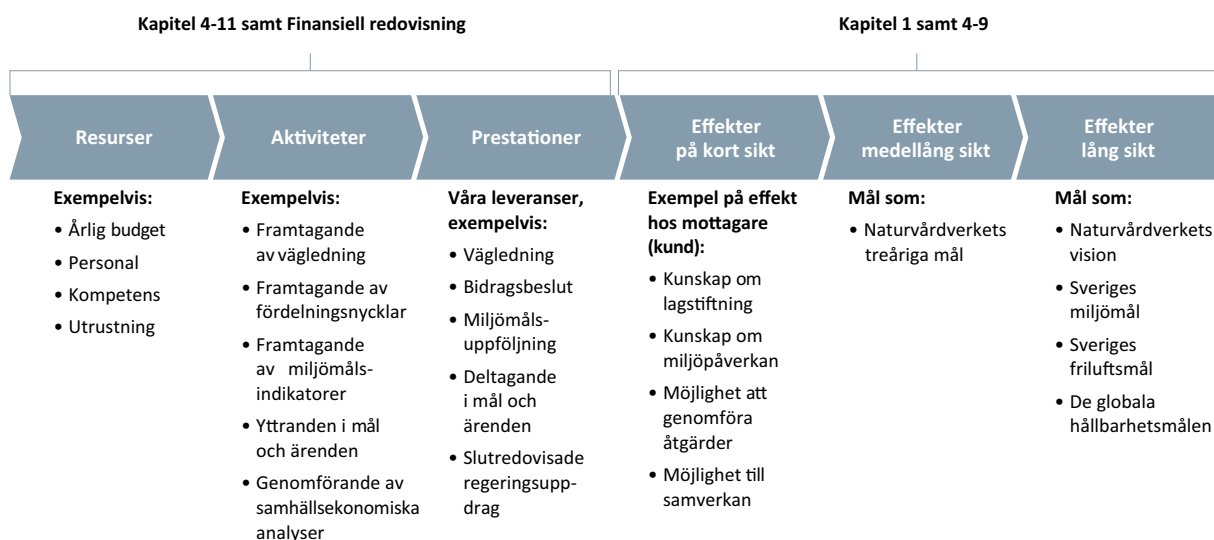 Kapitel 4-11 samt Finansiell redovisning
Kapitel 1 samt 4-9
Resurser
Aktiviteter
Prestationer
Effekter
på kort sikt
Effekter
medellång sikt
Effekter
lång sikt
Exempelvis:
• Årlig budget
• Personal
• Kompetens
• Utrustning
Exempelvis:
• Framtagande
av vägledning
• Framtagande av
fördelningsnycklar
• Framtagande
av miljömåls-
indikatorer
• Yttranden i mål
och ärenden
• Genomförande av
samhällsekonomiska
analyser
Våra leveranser,
exempelvis:
• Vägledning
• Bidragsbeslut
• Miljömåls-
uppföljning
• Deltagande
i mål och
ärenden
• Slutredovisade
regeringsupp-
drag
Exempel på effekt
hos mottagare
(kund):
• Kunskap om
lagstiftning
• Kunskap om
miljöpåverkan
• Möjlighet att
genomföra
åtgärder
• Möjlighet till
samverkan
Mål som:
• Naturvårdverkets
treåriga mål
Mål som:
• Naturvårdverkets
vision
• Sveriges
miljömål
• Sveriges
friluftsmål
• De globala
hållbarhetsmålen